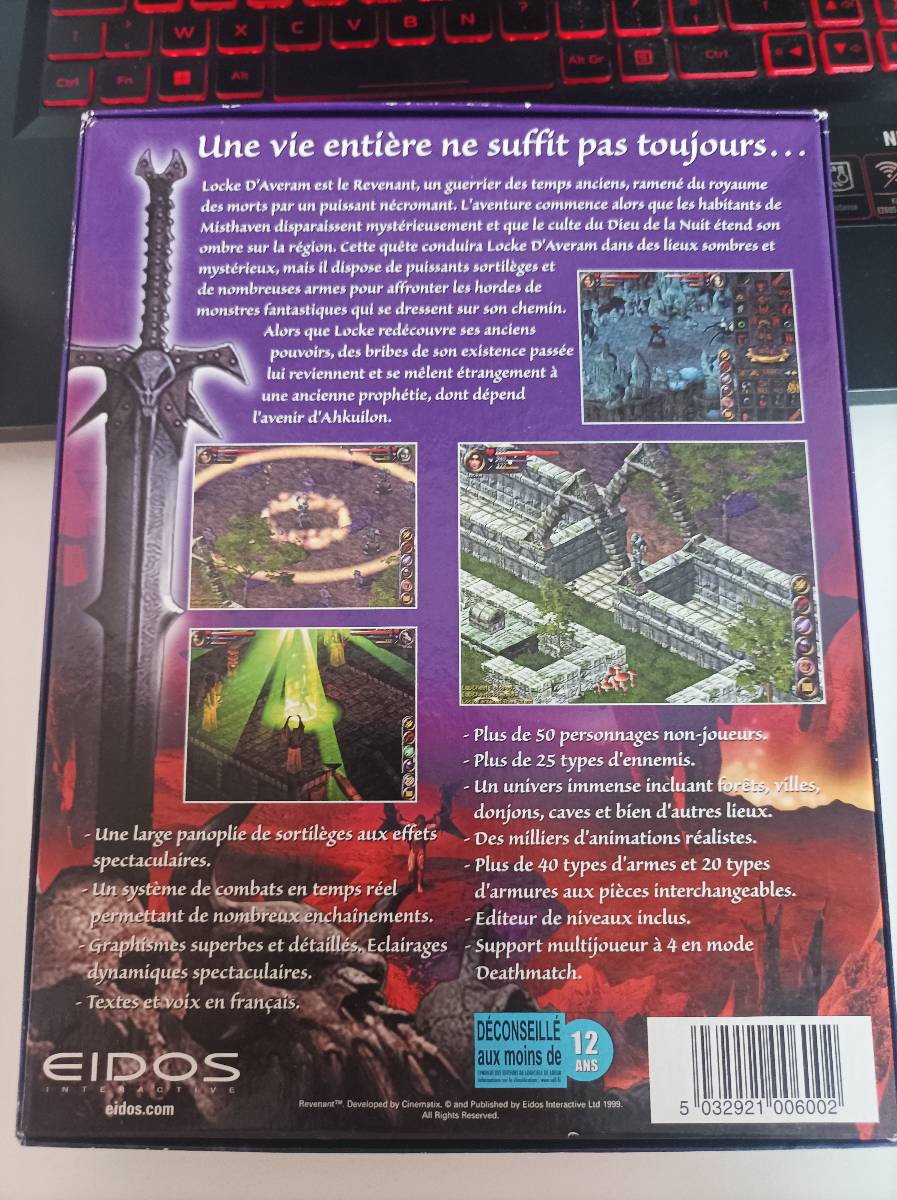 W X C V B N ?
Ctrl Fn Alt Alt Gr Ctrl
Une vie entière ne suffit pas toujours...
Locke D'Averam est le Revenant, un guerrier des temps anciens, ramené du royaume
des morts par un puissant nécromant. L'aventure commence alors que les habitants de
Misthaven disparaissent mystérieusement et que le culte du Dieu de la Nuit étend son
ombre sur la région. Cette quête conduira Locke D'Averam dans des lieux sombres et
mystérieux, mais il dispose de puissants sortilèges et
de nombreuses armes pour affronter les hordes de
monstres fantastiques qui se dressent sur son chemin.
Alors que Locke redécouvre ses anciens
pouvoirs, des bribes de son existence passée
lui reviennent et se mêlent étrangement à
une ancienne prophétie, dont dépend
l'avenir d'Ahkuilon.
- Une large panoplie de sortilèges aux effets
spectaculaires.
- Un système de combats en temps réel
permettant de nombreux enchaînements.
- Graphismes superbes et détaillés, Eclairages
dynamiques spectaculaires.
- Textes et voix en français.
- Plus de 50 personnages non-joueurs.
- Plus de 25 types d'ennemis.
- Un univers immense incluant forêts, villes,
donjons, caves et bien d'autres lieux.
- Des milliers d'animations réalistes.
- Plus de 40 types d'armes et 20 types
d'armures aux pièces interchangeables.
- Editeur de niveaux inclus.
- Support multijoueur à 4 en mode
Deathmatch.
EIDOS
INTERACTIVE
eidos.com
DÉCONSEILLÉ
aux moins de
12
ANS
Revenant™. Developed by Cinematix. © and Published by Eidos Interactive Ltd 1999.
All Rights Reserved.
5 032921 006002